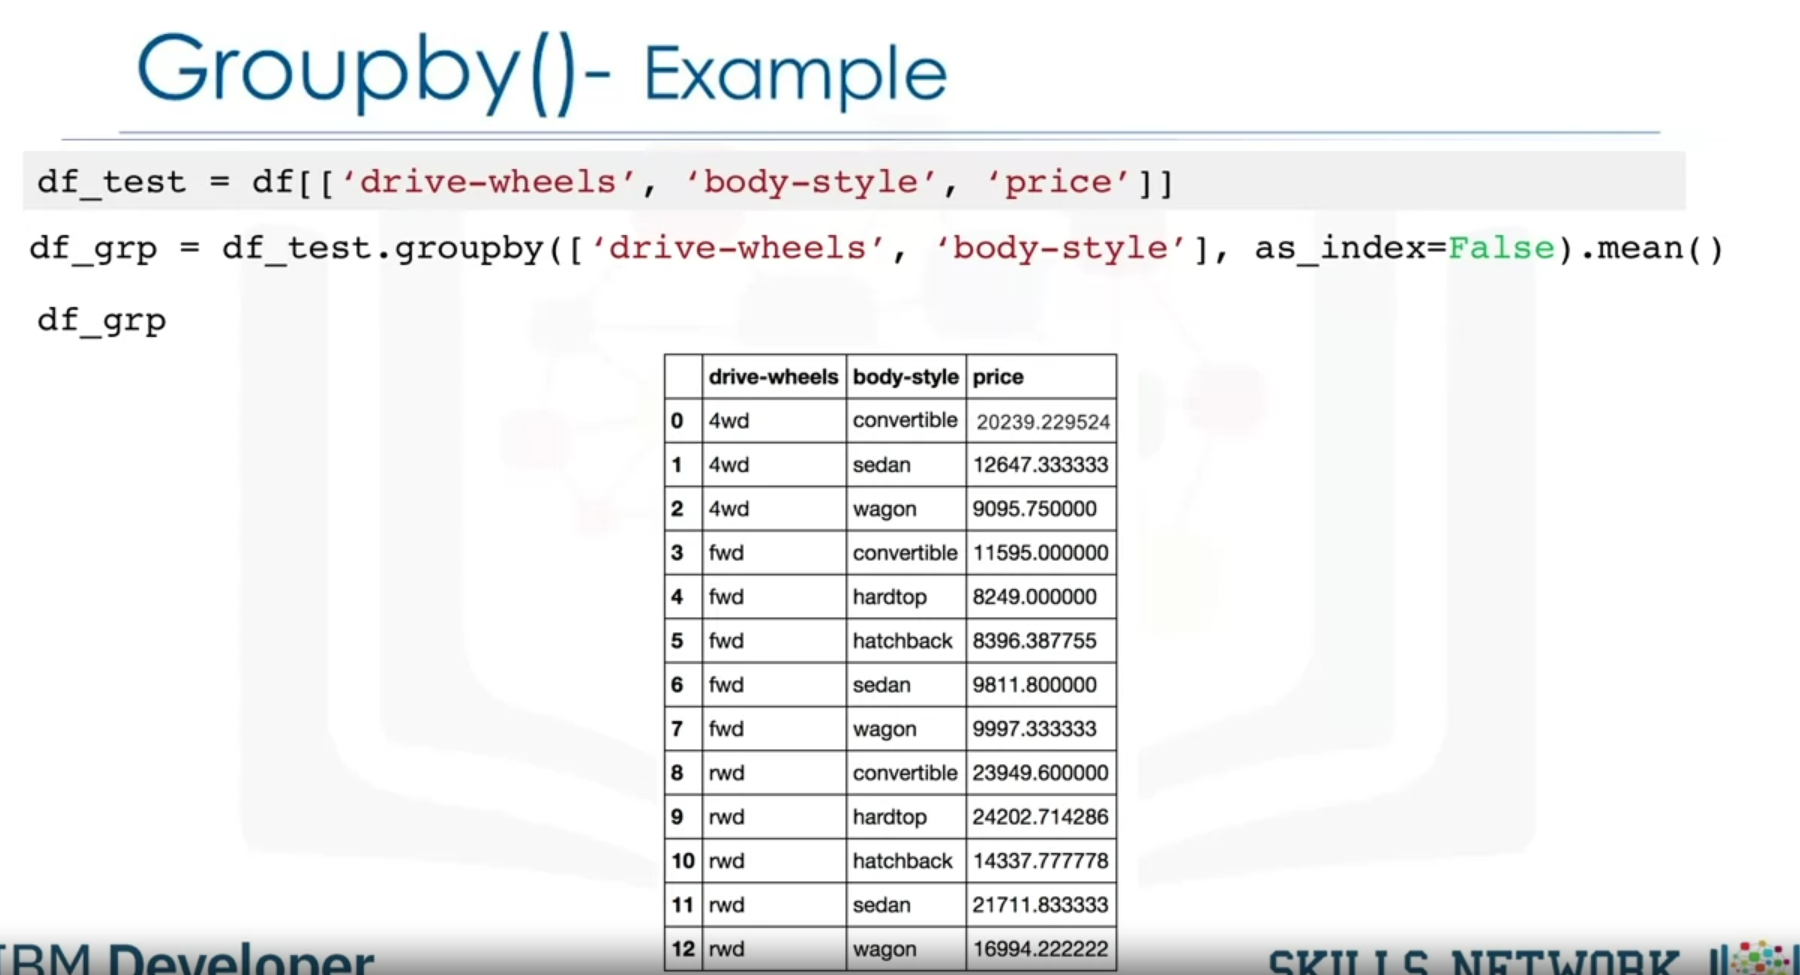 Groupby()- Example
df_test = df[[‘drive-wheels’, ‘body-style’, ‘price’]]
df_grp = df_test.groupby([‘drive-wheels’, ‘body-style’], as_index=False).mean()
df_grp
drive-wheels body-style price
0 4wd convertible 20239.229524
1 4wd sedan 12647.333333
2 4wd wagon 9095.750000
3 fwd convertible 11595.000000
4 fwd hardtop 8249.000000
5 fwd hatchback 8396.387755
6 fwd sedan 9811.800000
7 fwd wagon 9997.333333
8 rwd convertible 23949.600000
9 rwd hardtop 24202.714286
10 rwd hatchback 14337.777778
11 rwd sedan 21711.833333
12 rwd wagon 16994.222222
IBM Developer
SKILLS NETWORK